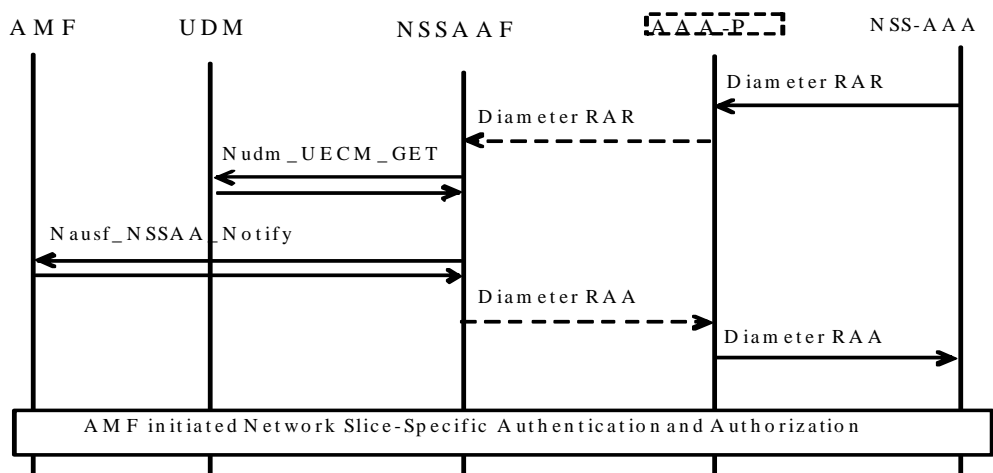 AMF UDM NSSAAF AAA-P NSS-AAA
Diameter RAR
Diameter RAR
Nudm_UECM_GET
Nausf_NSSAA_Notify
Diameter RAA
Diameter RAA
AMF initiated Network Slice-Specific Authentication and Authorization